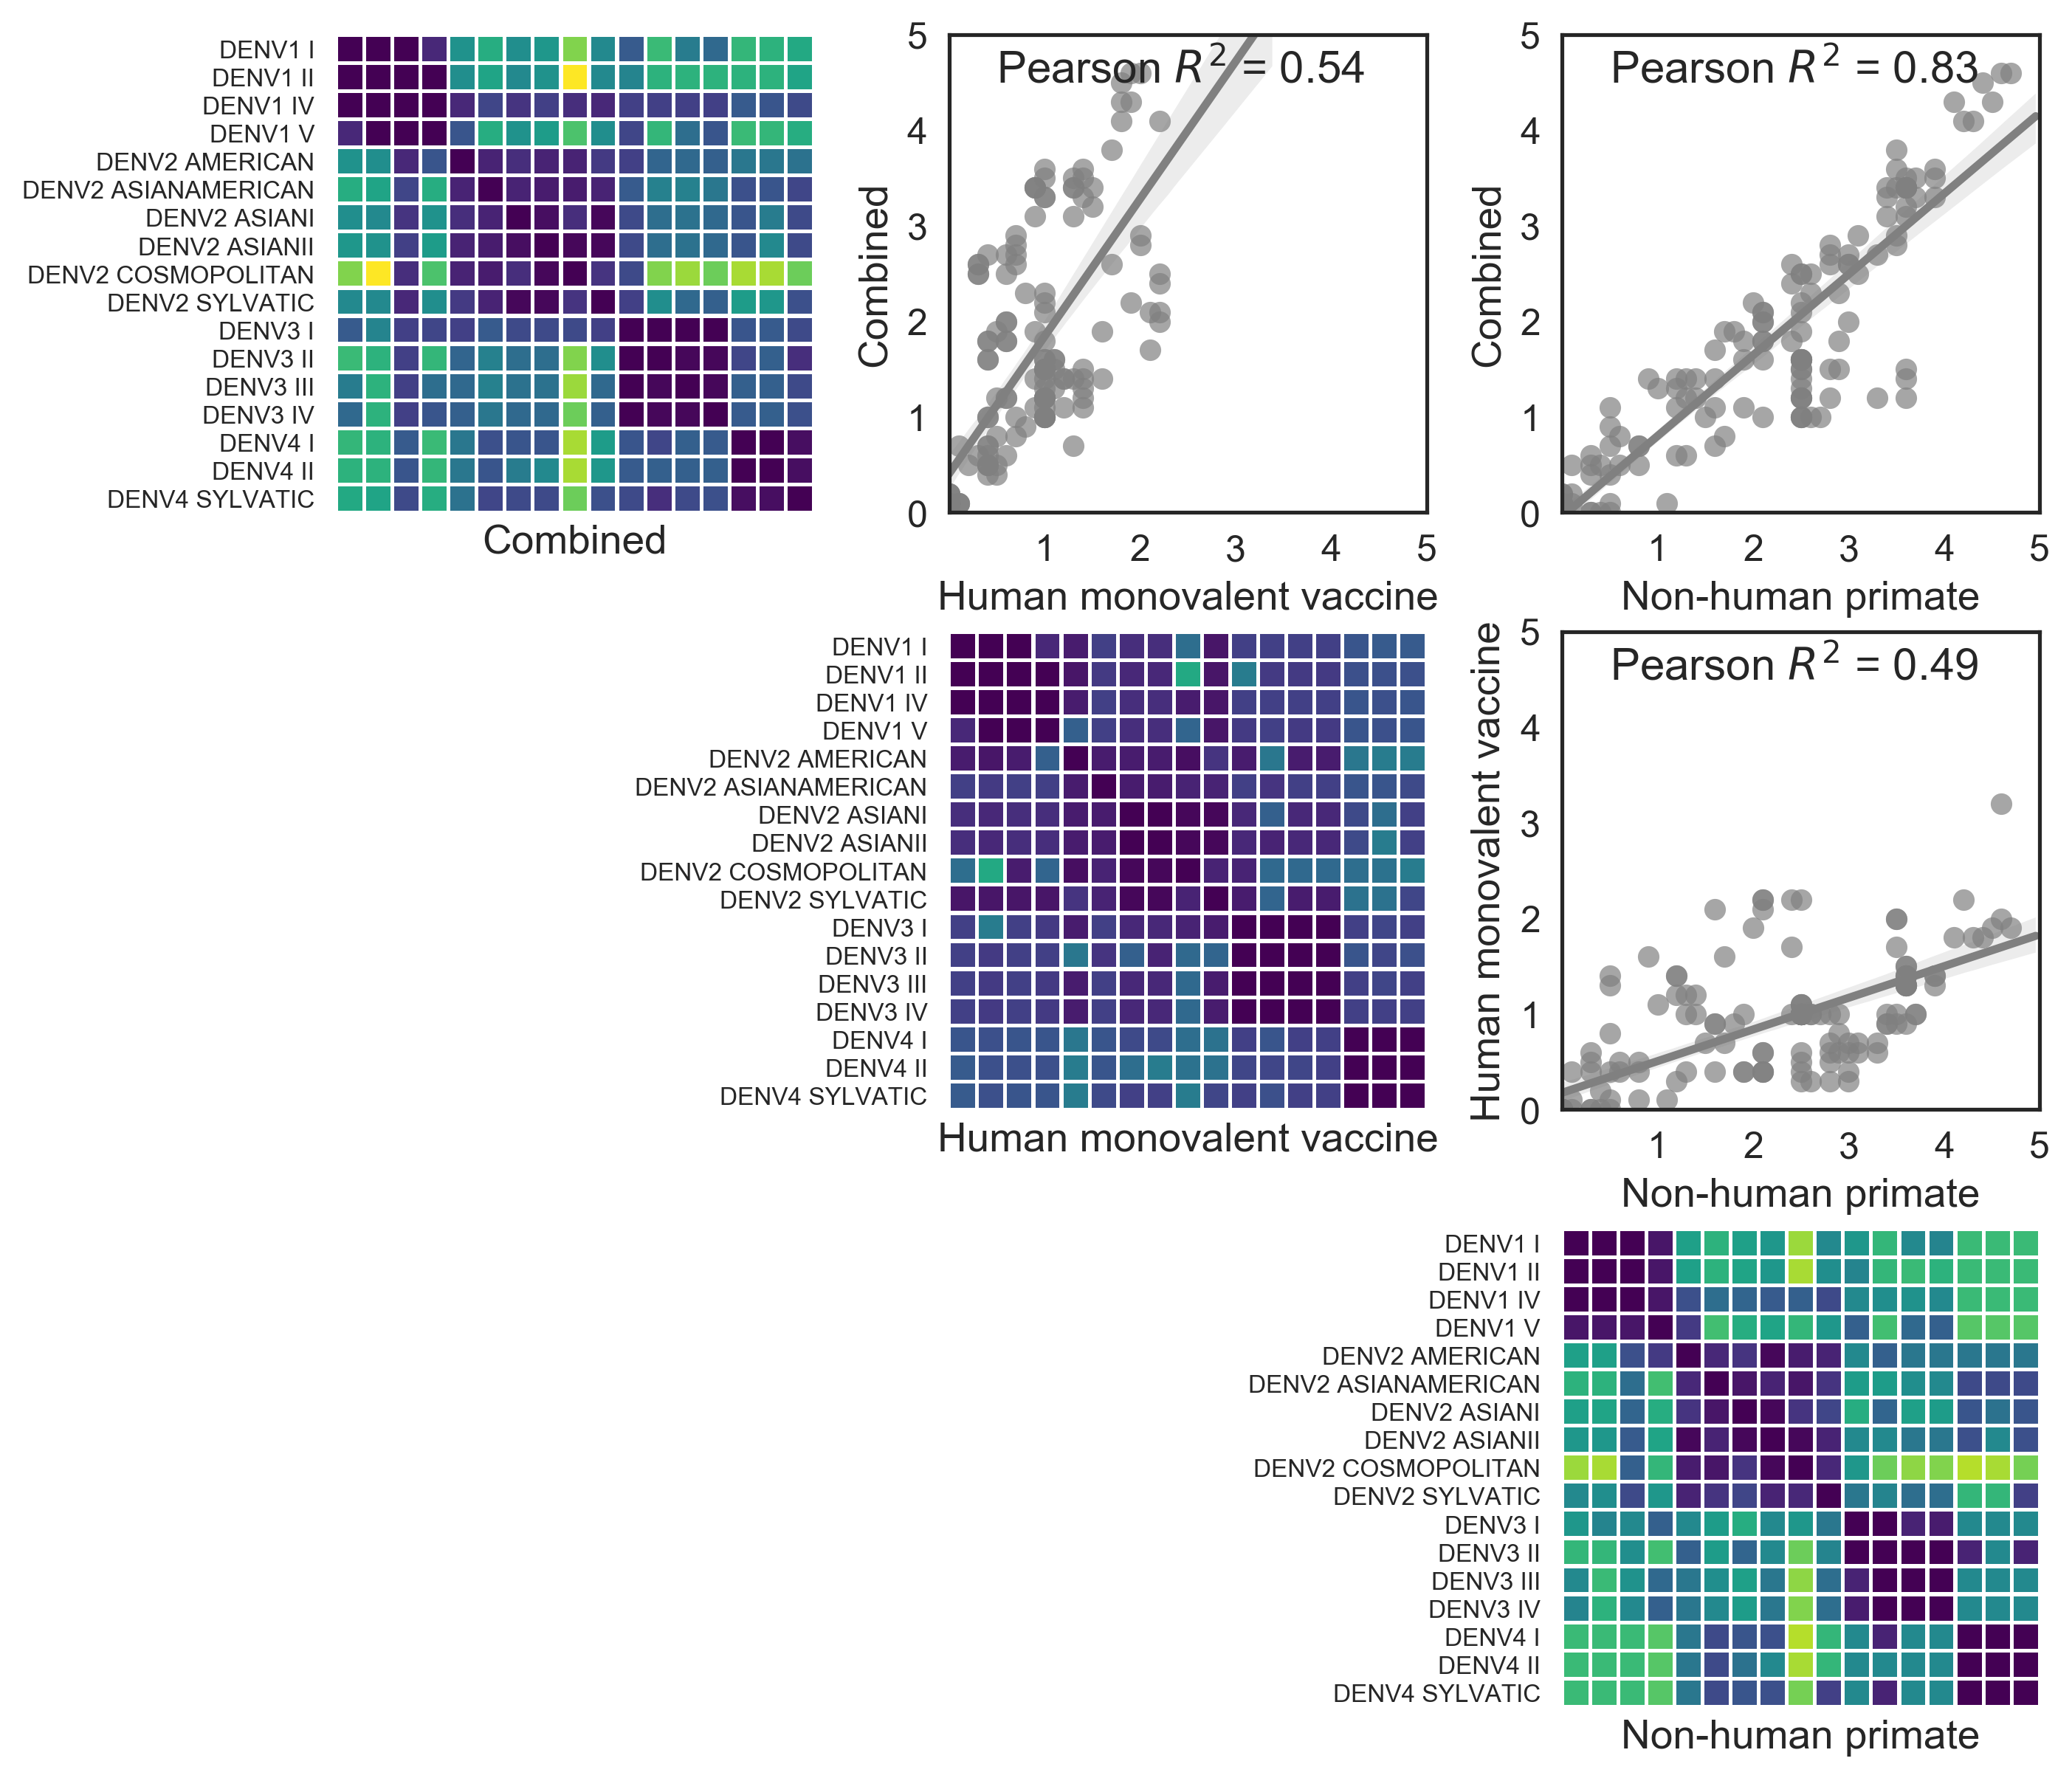 DENV1 I
DENV1 II
DENV1 IV
DENV1 V
DENV2 AMERICAN
DENV2 ASIANAMERICAN
DENV2 ASIANI
DENV2 ASIANII
DENV2 COSMOPOLITAN
DENV2 SYLVATIC
DENV3 I
DENV3 II
DENV3 III
DENV3 IV
DENV4 I
DENV4 II
DENV4 SYLVATIC
Combined
Pearson R² = 0.54
5
4
3
2
1
0
Combined
1 2 3 4 5
Human monovalent vaccine
Pearson R² = 0.83
5
4
3
2
1
0
Combined
1 2 3 4 5
Non-human primate
DENV1 I
DENV1 II
DENV1 IV
DENV1 V
DENV2 AMERICAN
DENV2 ASIANAMERICAN
DENV2 ASIANI
DENV2 ASIANII
DENV2 COSMOPOLITAN
DENV2 SYLVATIC
DENV3 I
DENV3 II
DENV3 III
DENV3 IV
DENV4 I
DENV4 II
DENV4 SYLVATIC
Human monovalent vaccine
Pearson R² = 0.49
5
4
3
2
1
0
Human monovalent vaccine
1 2 3 4 5
Non-human primate
DENV1 I
DENV1 II
DENV1 IV
DENV1 V
DENV2 AMERICAN
DENV2 ASIANAMERICAN
DENV2 ASIANI
DENV2 ASIANII
DENV2 COSMOPOLITAN
DENV2 SYLVATIC
DENV3 I
DENV3 II
DENV3 III
DENV3 IV
DENV4 I
DENV4 II
DENV4 SYLVATIC
Non-human primate